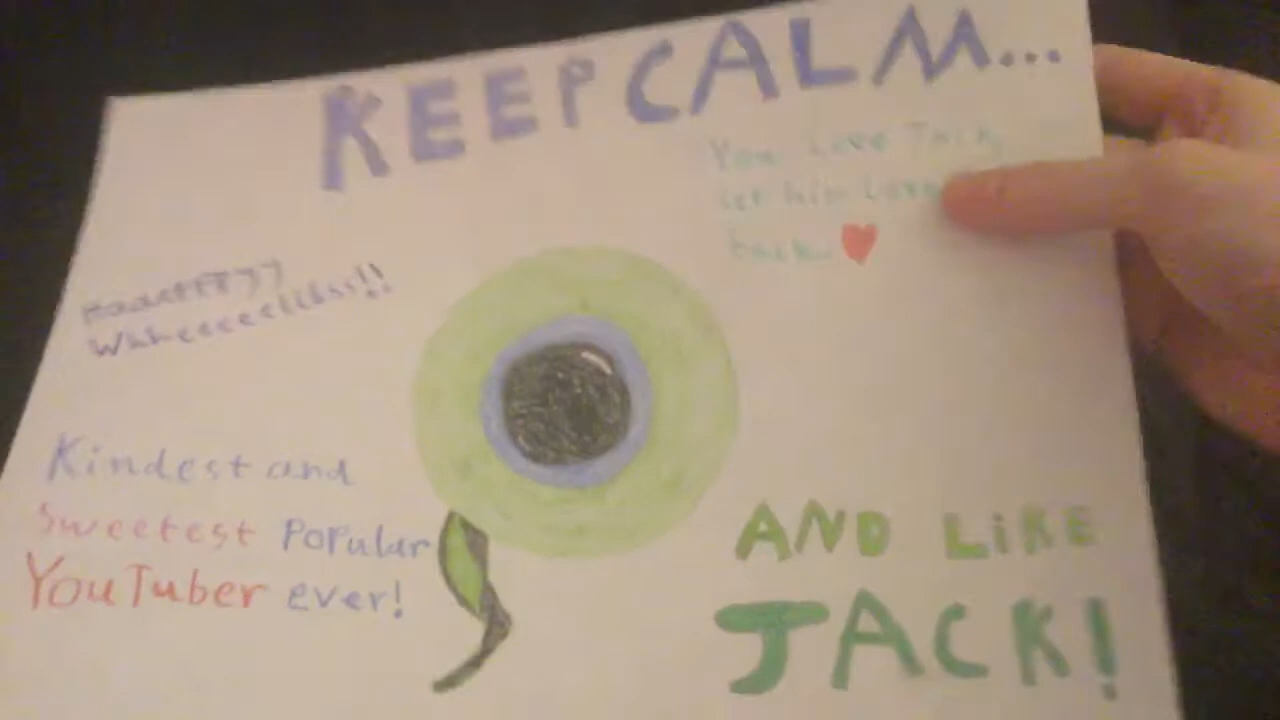 KEEP CALM...
You Love Jack,
Let him Love
back
Kindest and
Sweetest Popular
YouTuber ever!
AND LiKE
JACK!